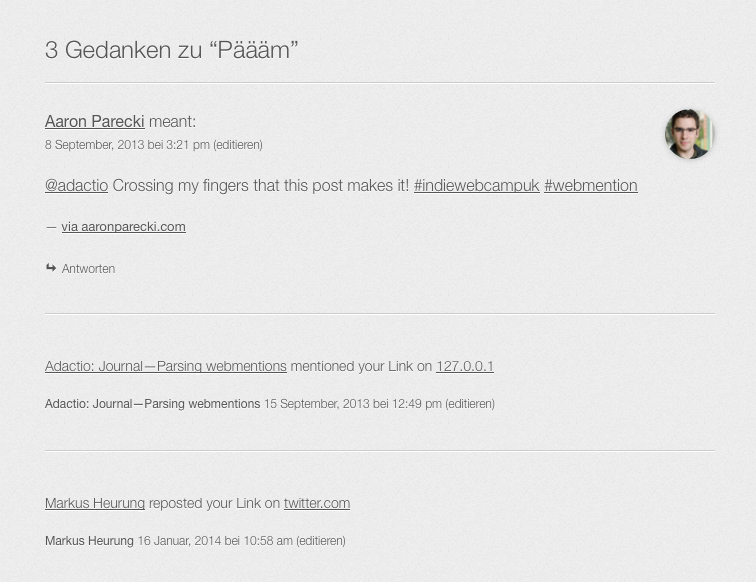 3 Gedanken zu “Päääm”
Aaron Parecki meant:
8 September, 2013 bei 3:21 pm (editieren)
@adactio Crossing my fingers that this post makes it! #indiewebcampuk #webmention
— via aaronparecki.com
↪ Antworten
Adactio: Journal—Parsing webmentions mentioned your Link on 127.0.0.1
Adactio: Journal—Parsing webmentions 15 September, 2013 bei 12:49 pm (editieren)
Markus Heurung reposted your Link on twitter.com
Markus Heurung 16 Januar, 2014 bei 10:58 am (editieren)